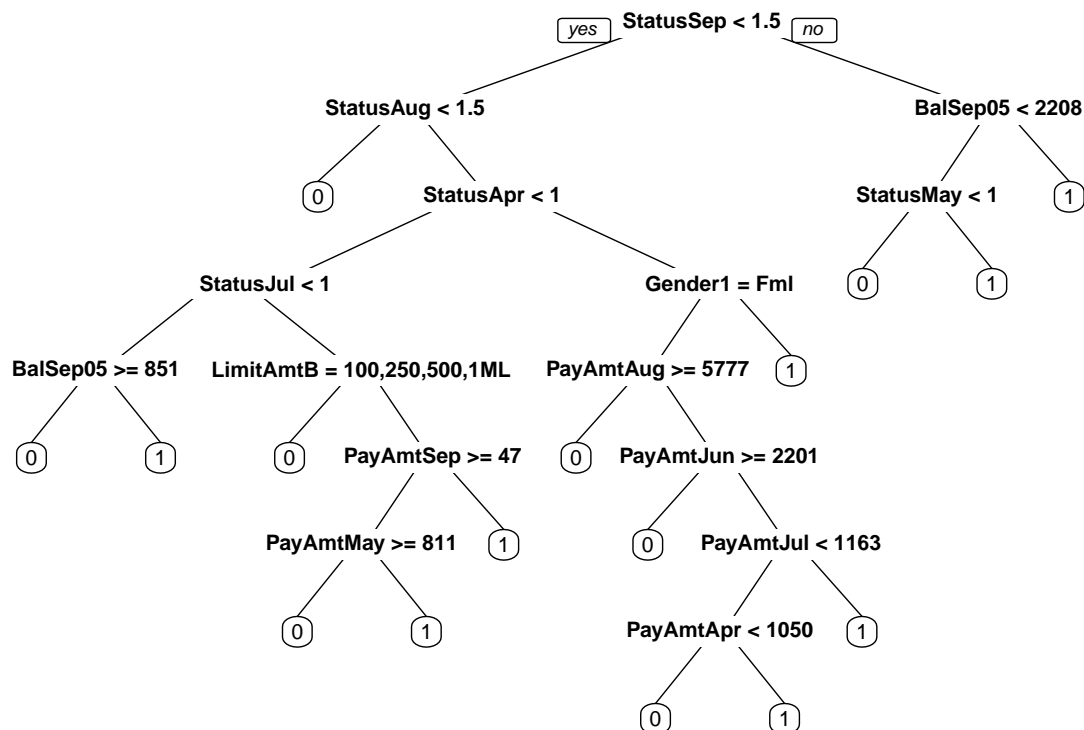 yes StatusSep < 1.5 no
StatusAug < 1.5 BalSep05 < 2208
0 StatusApr < 1 StatusMay < 1 1
StatusJul < 1 Gender1 = Fml 0 1
BalSep05 >= 851 LimitAmtB = 100,250,500,1ML PayAmtAug >= 5777 1
0 1 0 PayAmtSep >= 47 0 PayAmtJun >= 2201
PayAmtMay >= 811 1 0 PayAmtJul < 1163
0 1 PayAmtApr < 1050 1
0 1